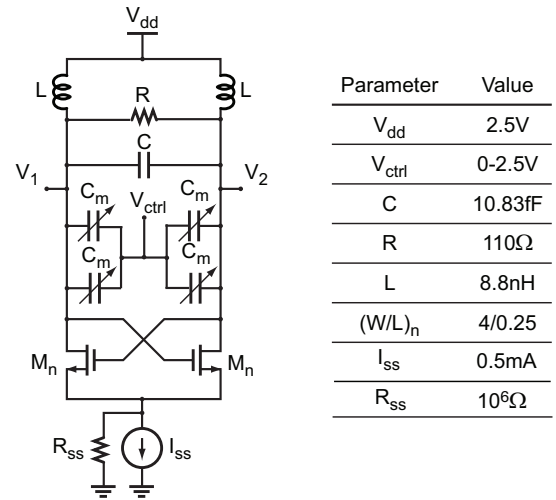 V_dd
L
R
L
C
V_1
C_m
V_ctrl
C_m
V_2
C_m
C_m
M_n
M_n
R_ss
I_ss
Parameter Value
V_dd 2.5V
V_ctrl 0-2.5V
C 10.83fF
R 110Ω
L 8.8nH
(W/L)_n 4/0.25
I_ss 0.5mA
R_ss 10^6Ω